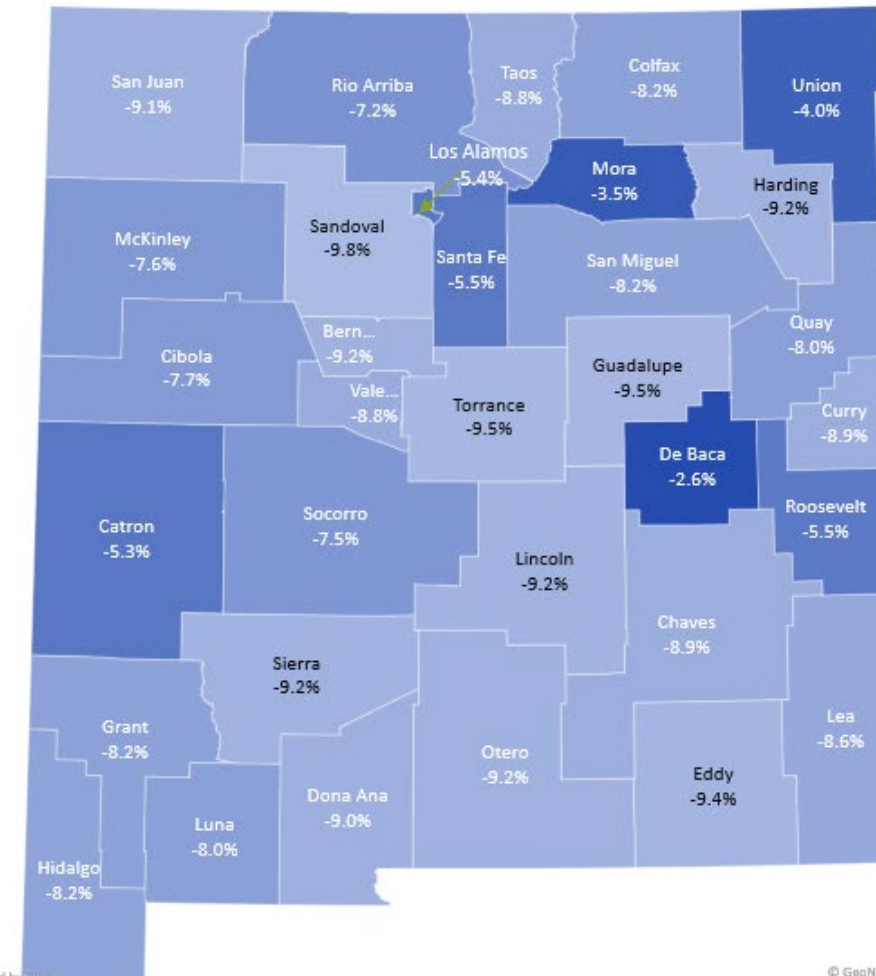 San Juan
-9.1%
Rio Arriba
-7.2%
Taos
-8.8%
Colfax
-8.2%
Union
-4.0%
Los Alamos
-5.4%
Mora
-3.5%
Harding
-9.2%
Sandoval
-9.8%
McKinley
-7.6%
Santa Fe
-5.5%
San Miguel
-8.2%
Quay
-8.0%
Bern...
-9.2%
Cibola
-7.7%
Guadalupe
-9.5%
Vale...
-8.8%
Torrance
-9.5%
Curry
-8.9%
De Baca
-2.6%
Roosevelt
-5.5%
Catron
-5.3%
Socorro
-7.5%
Lincoln
-9.2%
Chaves
-8.9%
Sierra
-9.2%
Grant
-8.2%
Lea
-8.6%
Otero
-9.2%
Eddy
-9.4%
Dona Ana
-9.0%
Luna
-8.0%
Hidalgo
-8.2%
© GeoN